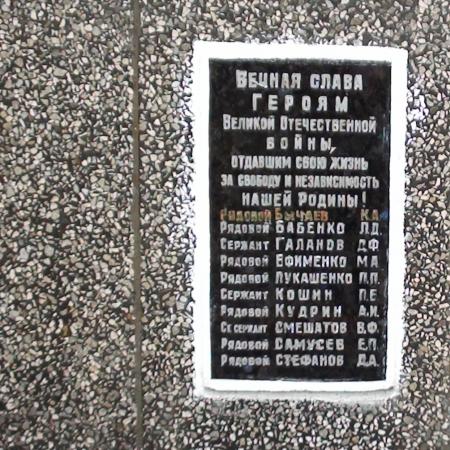 Вечная слава
героям
Великой Отечественной
войны,
отдавшим свою жизнь
за свободу и независимость
нашей Родины!
Рядовой Бычаев К.А.
Рядовой Бабенко Л.Д.
Сержант Галанов Д.Ф.
Рядовой Ефименко М.А.
Рядовой Лукашенко П.П.
Сержант Кошин П.Е.
Рядовой Кудрин А.И.
Ст. сержант Смешатов В.Ф.
Рядовой Самусев Е.П.
Рядовой Стефанов Д.А.